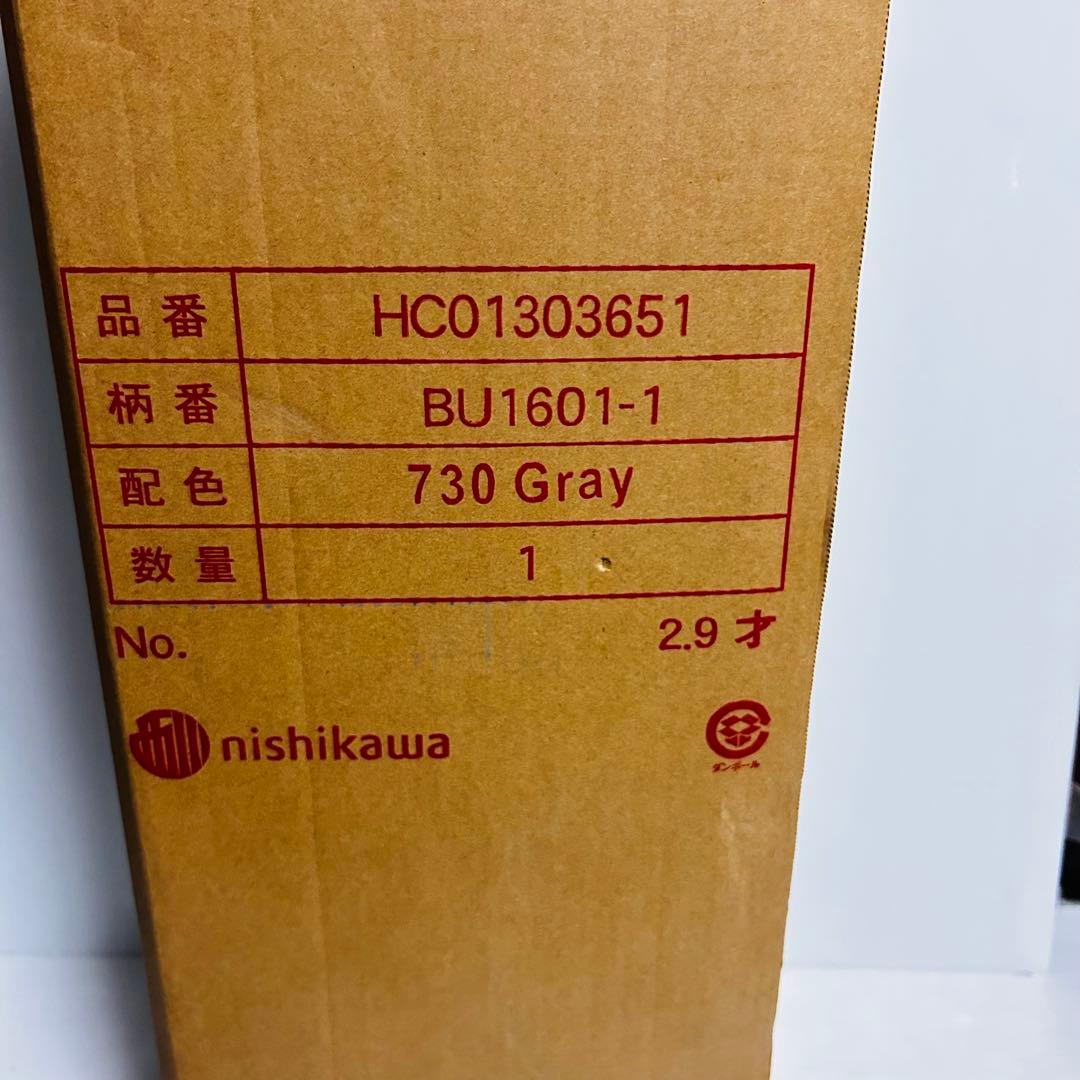 品番 HC01303651
柄番 BU1601-1
配色 730 Gray
数量 1
No. 2.9 才
nishikawa
ダンボール